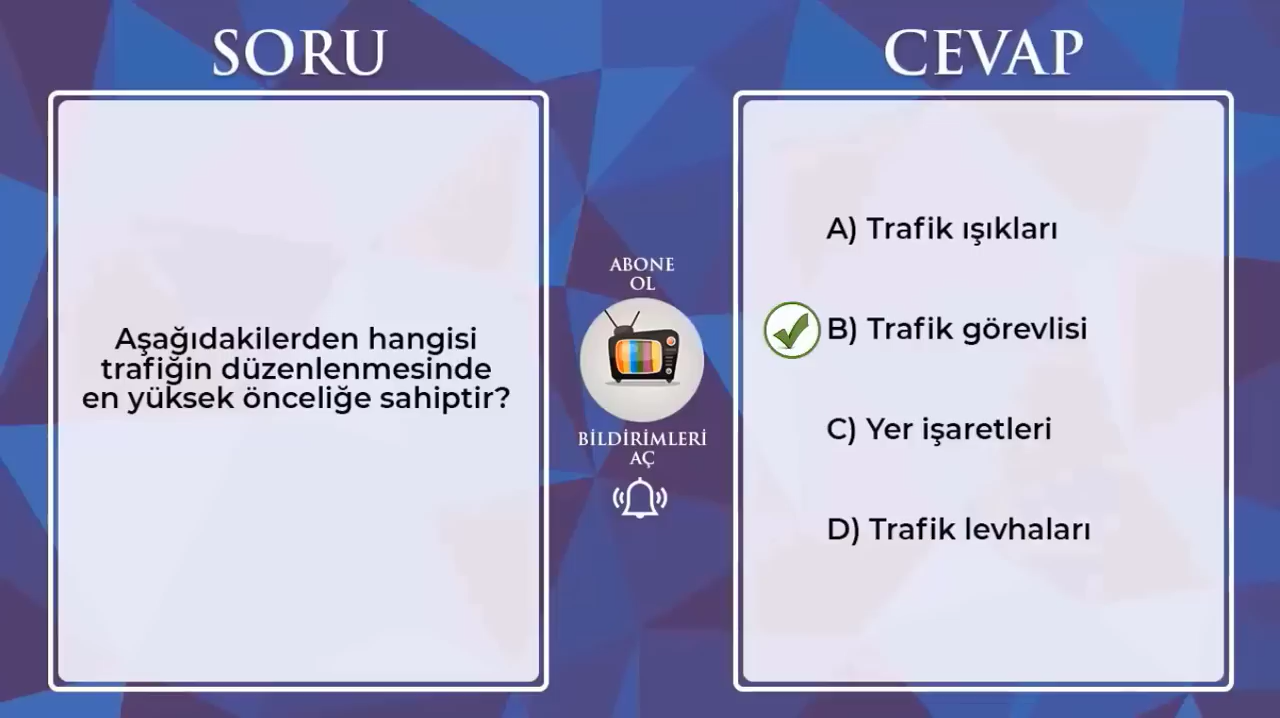 SORU
Aşağıdakilerden hangisi
trafiğin düzenlenmesinde
en yüksek önceliğe sahiptir?
ABONE
OL
BİLDİRİMLERİ
AÇ
CEVAP
A) Trafik ışıkları
B) Trafik görevlisi
C) Yer işaretleri
D) Trafik levhaları